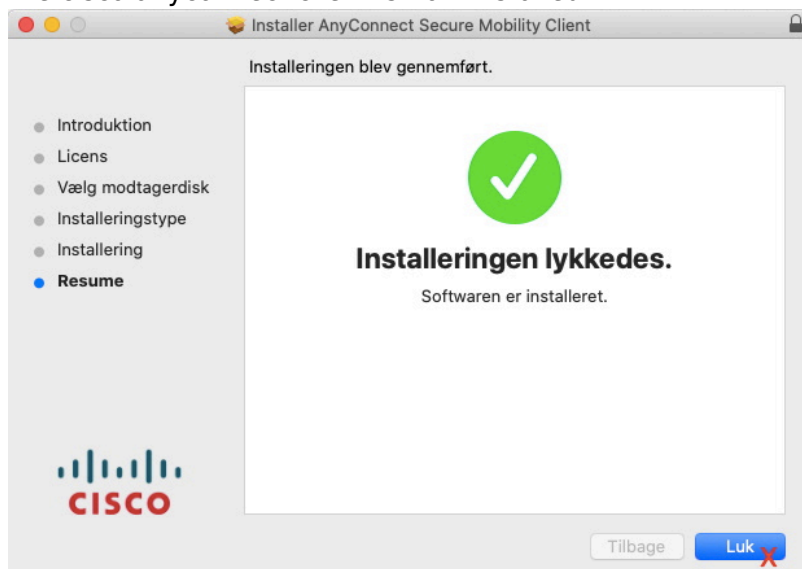 Installer AnyConnect Secure Mobility Client
Installeringen blev gennemført.
Introduktion
Licens
Vælg modtagerdisk
Installeringstype
Installering
Resume
Installeringen lykkedes.
Softwaren er installeret.
CISCO
Tilbage
Luk
X